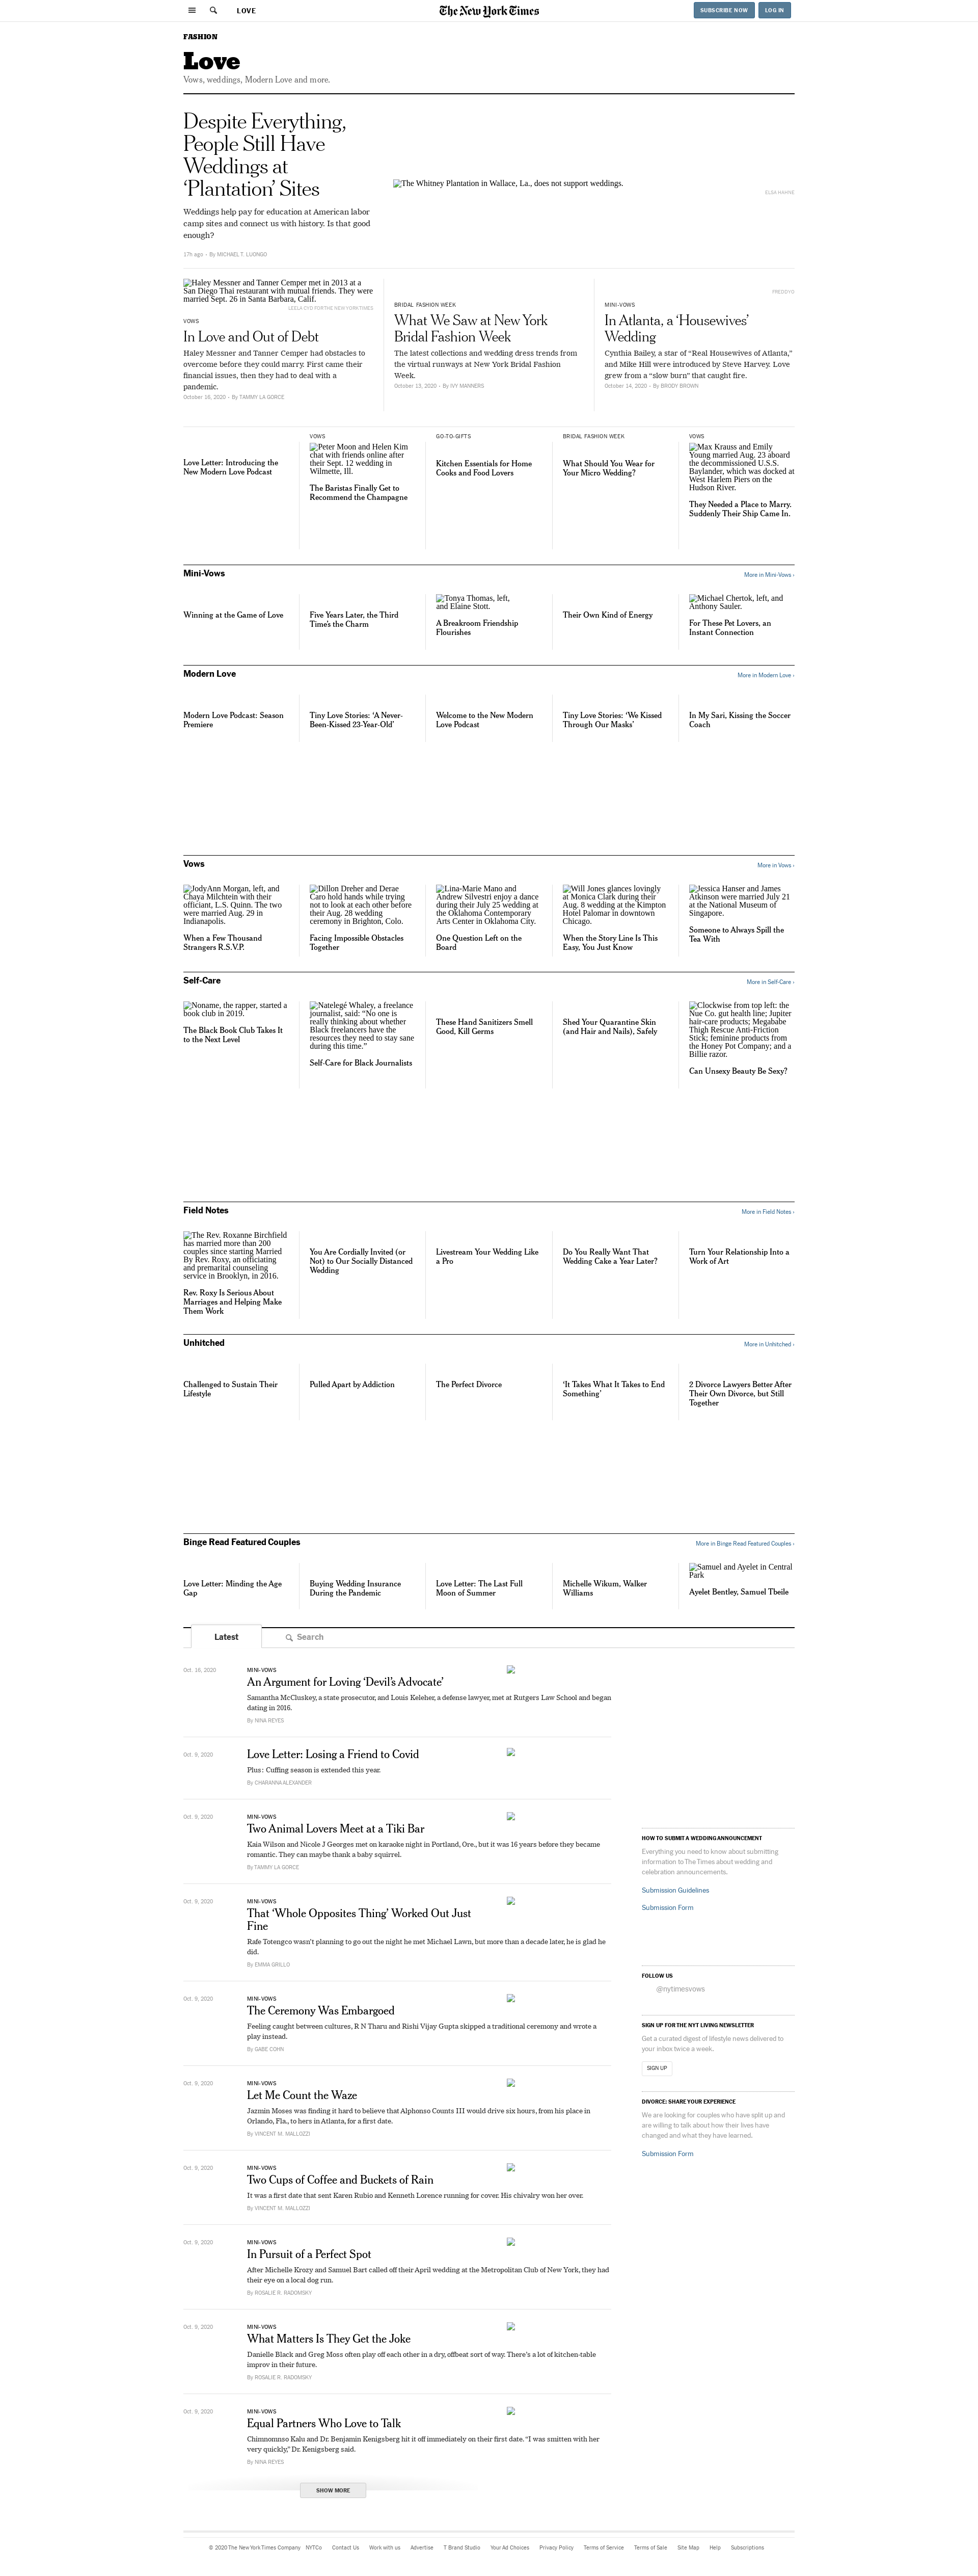 LOVE
The New York Times
SUBSCRIBE NOW
LOG IN
FASHION
Love
Vows, weddings, Modern Love and more.
Despite Everything,
People Still Have
Weddings at
‘Plantation’ Sites
Weddings help pay for education at American labor
camp sites and connect us with history. Is that good
enough?
17h ago - By MICHAEL T. LUONGO
The Whitney Plantation in Wallace, La., does not support weddings.
ELSA HAHNE
Haley Messner and Tanner Cemper met in 2013 at a
San Diego Thai restaurant with mutual friends. They were
married Sept. 26 in Santa Barbara, Calif.
LEELA CYD FOR THE NEW YORK TIMES
VOWS
In Love and Out of Debt
Haley Messner and Tanner Cemper had obstacles to
overcome before they could marry. First came their
financial issues, then they had to deal with a
pandemic.
October 16, 2020 - By TAMMY LA GORCE
BRIDAL FASHION WEEK
What We Saw at New York
Bridal Fashion Week
The latest collections and wedding dress trends from
the virtual runways at New York Bridal Fashion
Week.
October 13, 2020 - By IVY MANNERS
FREDDYO
MINI-VOWS
In Atlanta, a ‘Housewives’
Wedding
Cynthia Bailey, a star of “Real Housewives of Atlanta,”
and Mike Hill were introduced by Steve Harvey. Love
grew from a “slow burn” that caught fire.
October 14, 2020 - By BRODY BROWN
Love Letter: Introducing the
New Modern Love Podcast
VOWS
Peter Moon and Helen Kim
chat with friends online after
their Sept. 12 wedding in
Wilmette, Ill.
The Baristas Finally Get to
Recommend the Champagne
GO-TO-GIFTS
Kitchen Essentials for Home
Cooks and Food Lovers
BRIDAL FASHION WEEK
What Should You Wear for
Your Micro Wedding?
VOWS
Max Krauss and Emily
Young married Aug. 23 aboard
the decommissioned U.S.S.
Baylander, which was docked at
West Harlem Piers on the
Hudson River.
They Needed a Place to Marry.
Suddenly Their Ship Came In.
Mini-Vows
More in Mini-Vows ›
Winning at the Game of Love
Five Years Later, the Third
Time’s the Charm
Tonya Thomas, left,
and Elaine Stott.
A Breakroom Friendship
Flourishes
Their Own Kind of Energy
Michael Chertok, left, and
Anthony Sauler.
For These Pet Lovers, an
Instant Connection
Modern Love
More in Modern Love ›
Modern Love Podcast: Season
Premiere
Tiny Love Stories: ‘A Never-
Been-Kissed 23-Year-Old’
Welcome to the New Modern
Love Podcast
Tiny Love Stories: ‘We Kissed
Through Our Masks’
In My Sari, Kissing the Soccer
Coach
Vows
More in Vows ›
JodyAnn Morgan, left, and
Chaya Milchtein with their
officiant, L.S. Quinn. The two
were married Aug. 29 in
Indianapolis.
When a Few Thousand
Strangers R.S.V.P.
Dillon Dreher and Derae
Caro hold hands while trying
not to look at each other before
their Aug. 28 wedding
ceremony in Brighton, Colo.
Facing Impossible Obstacles
Together
Lina-Marie Mano and
Andrew Silvestri enjoy a dance
during their July 25 wedding at
the Oklahoma Contemporary
Arts Center in Oklahoma City.
One Question Left on the
Board
Will Jones glances lovingly
at Monica Clark during their
Aug. 8 wedding at the Kimpton
Hotel Palomar in downtown
Chicago.
When the Story Line Is This
Easy, You Just Know
Jessica Hanser and James
Atkinson were married July 21
at the National Museum of
Singapore.
Someone to Always Spill the
Tea With
Self-Care
More in Self-Care ›
Noname, the rapper, started a
book club in 2019.
The Black Book Club Takes It
to the Next Level
Natelegé Whaley, a freelance
journalist, said: “No one is
really thinking about whether
Black freelancers have the
resources they need to stay sane
during this time.”
Self-Care for Black Journalists
These Hand Sanitizers Smell
Good, Kill Germs
Shed Your Quarantine Skin
(and Hair and Nails), Safely
Clockwise from top left: the
Nue Co. gut health line; Jupiter
hair-care products; Megababe
Thigh Rescue Anti-Friction
Stick; feminine products from
the Honey Pot Company; and a
Billie razor.
Can Unsexy Beauty Be Sexy?
Field Notes
More in Field Notes ›
The Rev. Roxanne Birchfield
has married more than 200
couples since starting Married
By Rev. Roxy, an officiating
and premarital counseling
service in Brooklyn, in 2016.
Rev. Roxy Is Serious About
Marriages and Helping Make
Them Work
You Are Cordially Invited (or
Not) to Our Socially Distanced
Wedding
Livestream Your Wedding Like
a Pro
Do You Really Want That
Wedding Cake a Year Later?
Turn Your Relationship Into a
Work of Art
Unhitched
More in Unhitched ›
Challenged to Sustain Their
Lifestyle
Pulled Apart by Addiction
The Perfect Divorce
‘It Takes What It Takes to End
Something’
2 Divorce Lawyers Better After
Their Own Divorce, but Still
Together
Binge Read Featured Couples
More in Binge Read Featured Couples ›
Love Letter: Minding the Age
Gap
Buying Wedding Insurance
During the Pandemic
Love Letter: The Last Full
Moon of Summer
Michelle Wikum, Walker
Williams
Samuel and Ayelet in Central
Park
Ayelet Bentley, Samuel Tbeile
Latest
Search
Oct. 16, 2020
MINI-VOWS
An Argument for Loving ‘Devil’s Advocate’
Samantha McCluskey, a state prosecutor, and Louis Keleher, a defense lawyer, met at Rutgers Law School and began
dating in 2016.
By NINA REYES
Oct. 9, 2020
Love Letter: Losing a Friend to Covid
Plus: Cuffing season is extended this year.
By CHARANNA ALEXANDER
Oct. 9, 2020
MINI-VOWS
Two Animal Lovers Meet at a Tiki Bar
Kaia Wilson and Nicole J Georges met on karaoke night in Portland, Ore., but it was 16 years before they became
romantic. They can maybe thank a baby squirrel.
By TAMMY LA GORCE
Oct. 9, 2020
MINI-VOWS
That ‘Whole Opposites Thing’ Worked Out Just
Fine
Rafe Totengco wasn’t planning to go out the night he met Michael Lawn, but more than a decade later, he is glad he
did.
By EMMA GRILLO
Oct. 9, 2020
MINI-VOWS
The Ceremony Was Embargoed
Feeling caught between cultures, R N Tharu and Rishi Vijay Gupta skipped a traditional ceremony and wrote a
play instead.
By GABE COHN
Oct. 9, 2020
MINI-VOWS
Let Me Count the Waze
Jazmin Moses was finding it hard to believe that Alphonso Counts III would drive six hours, from his place in
Orlando, Fla., to hers in Atlanta, for a first date.
By VINCENT M. MALLOZZI
Oct. 9, 2020
MINI-VOWS
Two Cups of Coffee and Buckets of Rain
It was a first date that sent Karen Rubio and Kenneth Lorence running for cover. His chivalry won her over.
By VINCENT M. MALLOZZI
Oct. 9, 2020
MINI-VOWS
In Pursuit of a Perfect Spot
After Michelle Krozy and Samuel Bart called off their April wedding at the Metropolitan Club of New York, they had
their eye on a local dog run.
By ROSALIE R. RADOMSKY
Oct. 9, 2020
MINI-VOWS
What Matters Is They Get the Joke
Danielle Black and Greg Moss often play off each other in a dry, offbeat sort of way. There’s a lot of kitchen-table
improv in their future.
By ROSALIE R. RADOMSKY
Oct. 9, 2020
MINI-VOWS
Equal Partners Who Love to Talk
Chimnomnso Kalu and Dr. Benjamin Kenigsberg hit it off immediately on their first date. “I was smitten with her
very quickly,” Dr. Kenigsberg said.
By NINA REYES
SHOW MORE
HOW TO SUBMIT A WEDDING ANNOUNCEMENT
Everything you need to know about submitting
information to The Times about wedding and
celebration announcements.
Submission Guidelines
Submission Form
FOLLOW US
@nytimesvows
SIGN UP FOR THE NYT LIVING NEWSLETTER
Get a curated digest of lifestyle news delivered to
your inbox twice a week.
SIGN UP
DIVORCE: SHARE YOUR EXPERIENCE
We are looking for couples who have split up and
are willing to talk about how their lives have
changed and what they have learned.
Submission Form
© 2020 The New York Times Company NYTCo Contact Us Work with us Advertise T Brand Studio Your Ad Choices Privacy Policy Terms of Service Terms of Sale Site Map Help Subscriptions